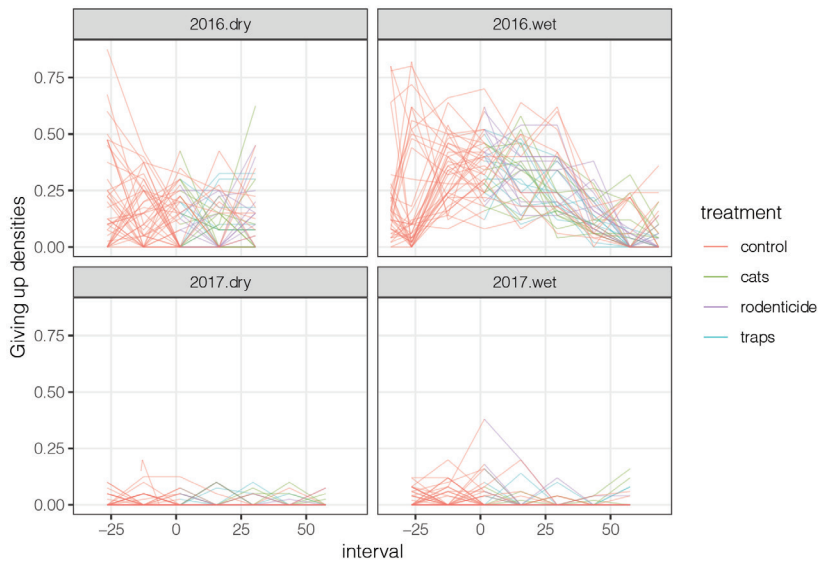 2016.dry
2016.wet
0.75
0.50
0.25
0.00
2017.dry
2017.wet
0.75
0.50
0.25
0.00
−25
0
25
50
−25
0
25
50
interval
Giving up densities
treatment
control
cats
rodenticide
traps